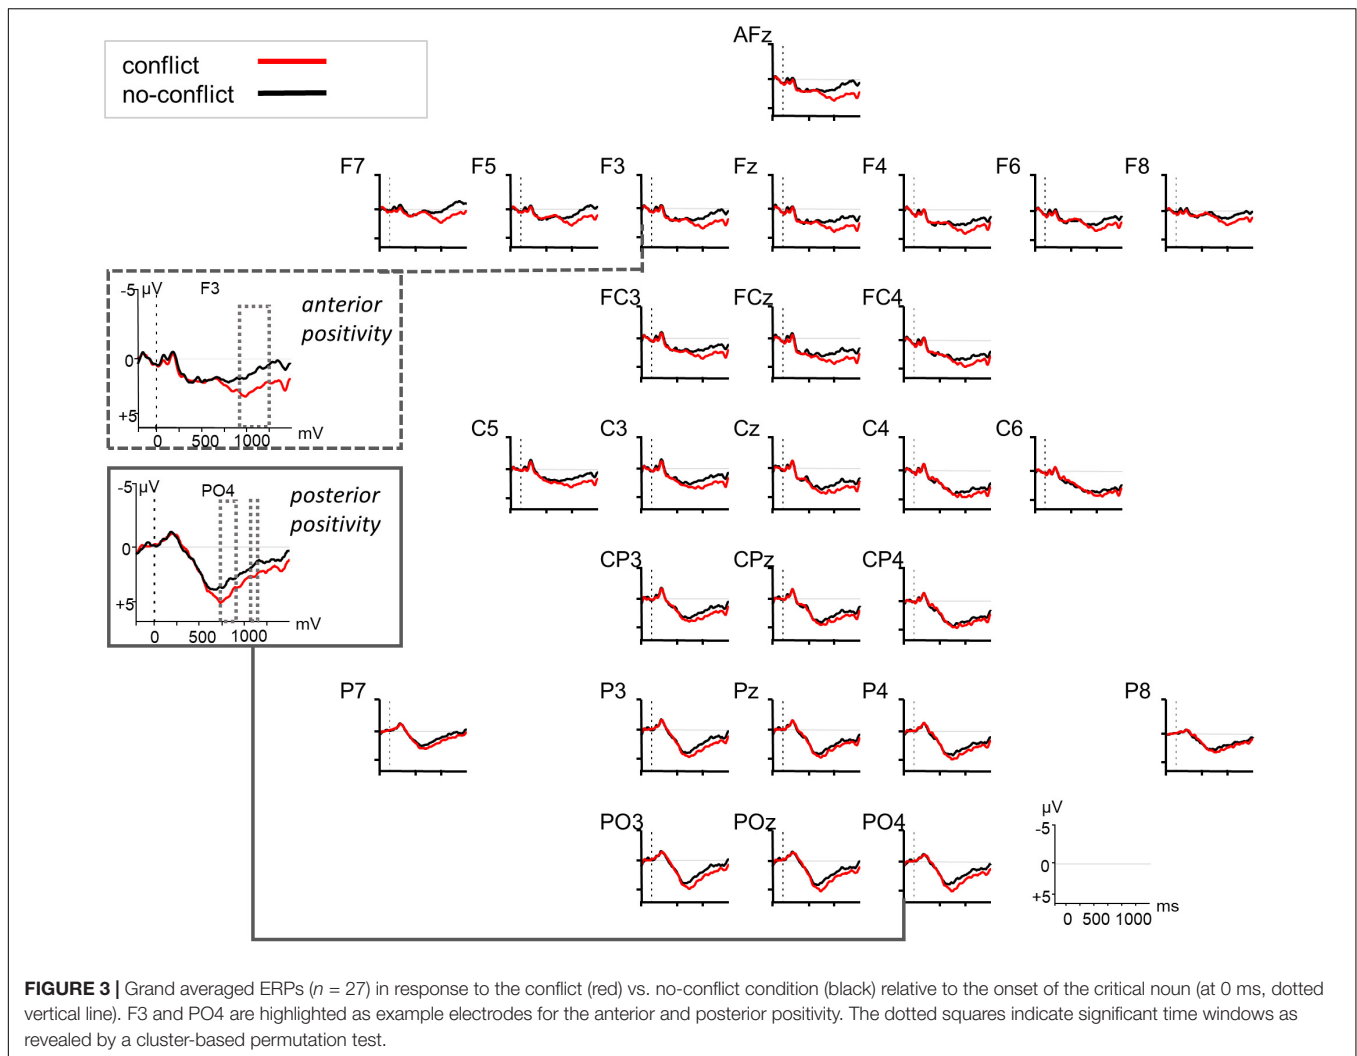 AFz
conflict
no-conflict
F7 F5 F3 Fz F4 F6 F8
-5 µV F3 anterior
positivity
0
+5
0 500 1000 mV
FC3 FCz FC4
C5 C3 Cz C4 C6
-5 µV PO4 posterior
positivity
0
+5
0 500 1000 mV
CP3 CPz CP4
P7 P3 Pz P4 P8
PO3 POz PO4
µV
-5
0
+5
0 500 1000 ms
FIGURE 3 | Grand averaged ERPs (n = 27) in response to the conflict (red) vs. no-conflict condition (black) relative to the onset of the critical noun (at 0 ms, dotted
vertical line). F3 and PO4 are highlighted as example electrodes for the anterior and posterior positivity. The dotted squares indicate significant time windows as
revealed by a cluster-based permutation test.